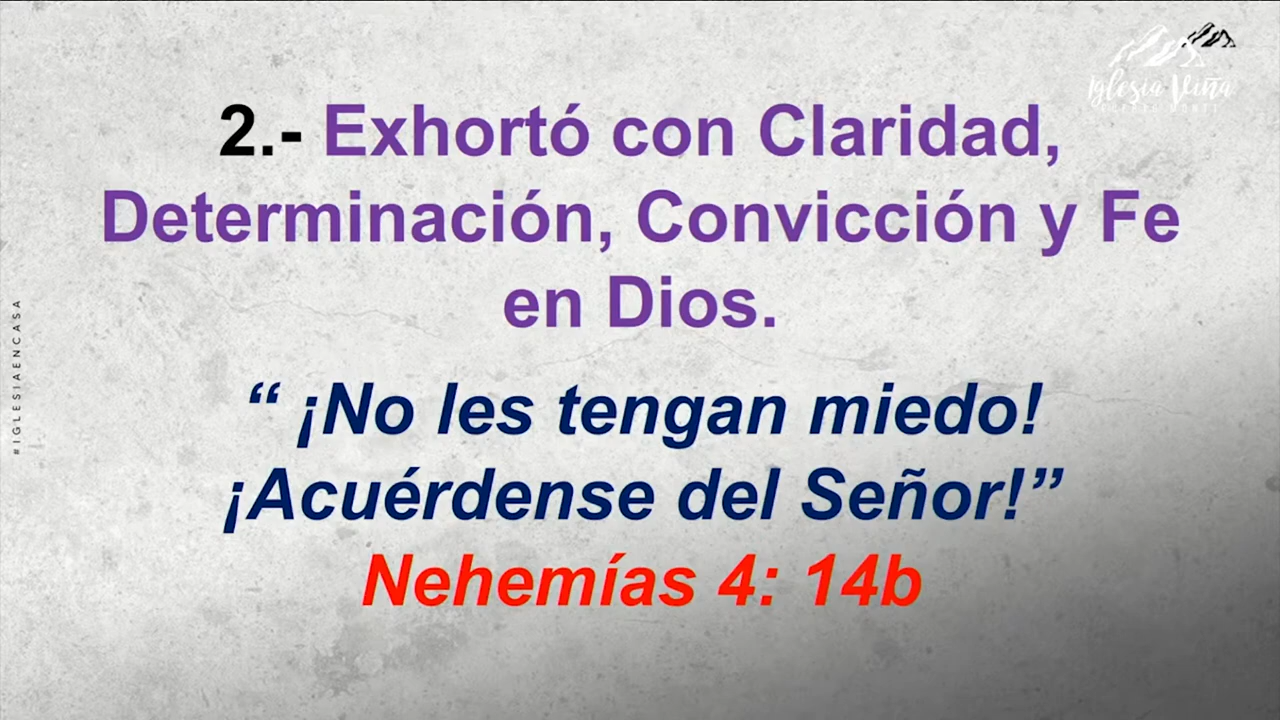 Iglesia Viña
2.- Exhortó con Claridad,
Determinación, Convicción y Fe
en Dios.
“ ¡No les tengan miedo!
¡Acuérdense del Señor!”
Nehemías 4: 14b
#IGLESIAENCASA